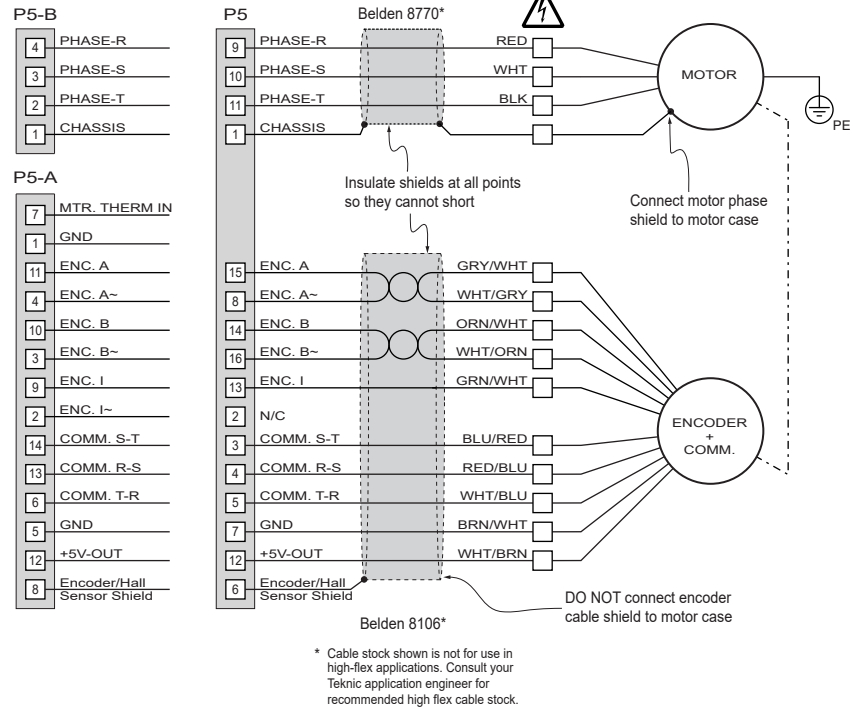 P5-B
4 PHASE-R
3 PHASE-S
2 PHASE-T
1 CHASSIS
P5-A
7 MTR. THERM IN
1 GND
11 ENC. A
4 ENC. A~
10 ENC. B
3 ENC. B~
9 ENC. I
2 ENC. I~
14 COMM. S-T
13 COMM. R-S
6 COMM. T-R
5 GND
12 +5V-OUT
8 Encoder/Hall
Sensor Shield
P5
Belden 8770*
9 PHASE-R RED
10 PHASE-S WHT
11 PHASE-T BLK
1 CHASSIS
MOTOR
PE
Insulate shields at all points
so they cannot short
Connect motor phase
shield to motor case
15 ENC. A GRY/WHT
8 ENC. A~ WHT/GRY
14 ENC. B ORN/WHT
16 ENC. B~ WHT/ORN
13 ENC. I GRN/WHT
2 N/C
3 COMM. S-T BLU/RED
4 COMM. R-S RED/BLU
5 COMM. T-R WHT/BLU
7 GND BRN/WHT
12 +5V-OUT WHT/BRN
6 Encoder/Hall
Sensor Shield
ENCODER
+
COMM.
DO NOT connect encoder
cable shield to motor case
Belden 8106*
* Cable stock shown is not for use in
high-flex applications. Consult your
Teknic application engineer for
recommended high flex cable stock.